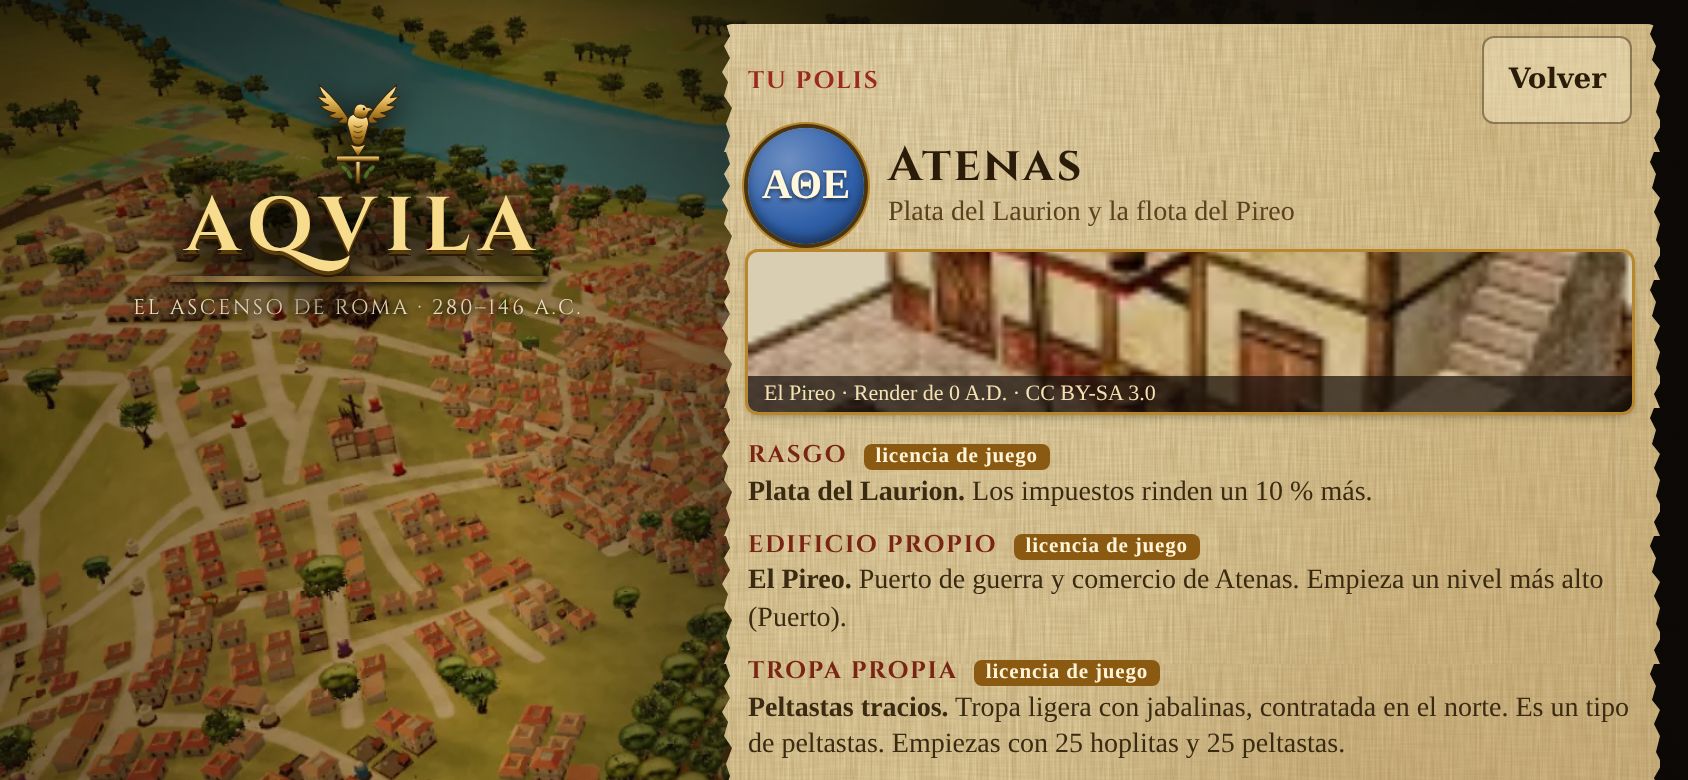 AQVILA
EL ASCENSO DE ROMA · 280–146 A.C.
TU POLIS
Volver
ΑΘΕ
ATENAS
Plata del Laurion y la flota del Pireo
El Pireo · Render de 0 A.D. · CC BY-SA 3.0
RASGO licencia de juego
Plata del Laurion. Los impuestos rinden un 10 % más.
EDIFICIO PROPIO licencia de juego
El Pireo. Puerto de guerra y comercio de Atenas. Empieza un nivel más alto
(Puerto).
TROPA PROPIA licencia de juego
Peltastas tracios. Tropa ligera con jabalinas, contratada en el norte. Es un tipo
de peltastas. Empiezas con 25 hoplitas y 25 peltastas.